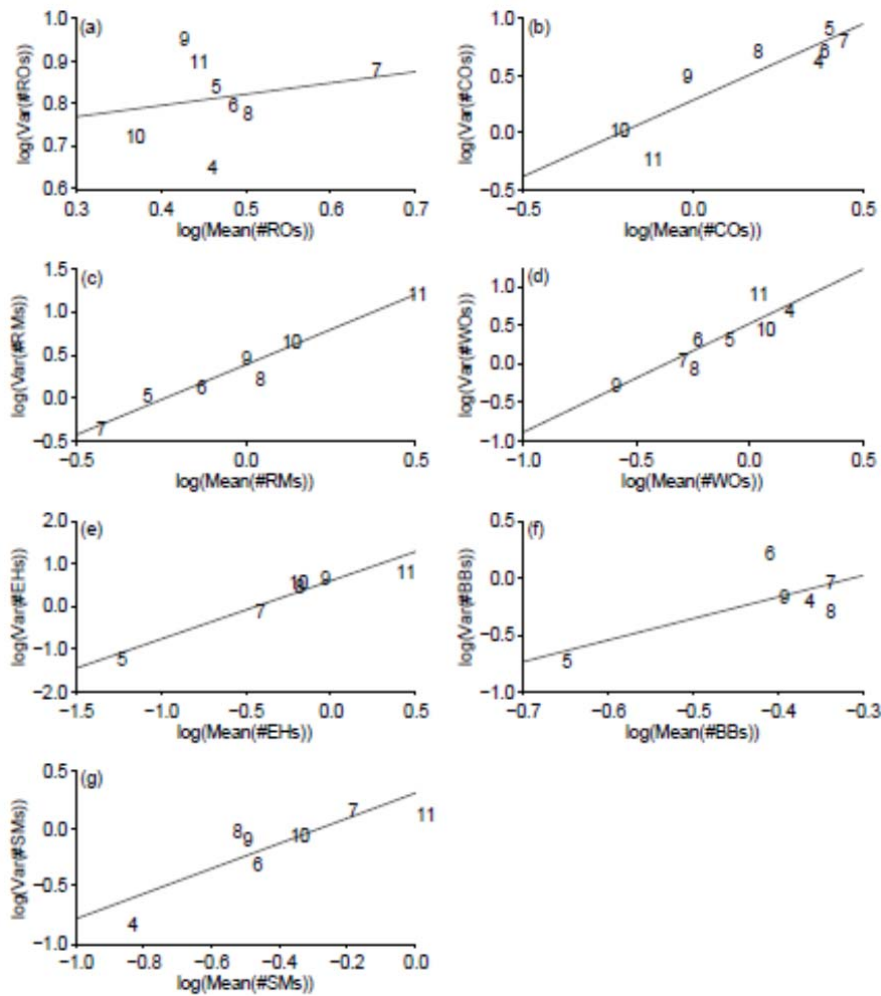 (a)
log(Var(#ROs))
1.0
0.9
0.8
0.7
0.6
9
11
7
5
6
8
10
4
0.3 0.4 0.5 0.6 0.7
log(Mean(#ROs))
(b)
log(Var(#COs))
1.0
0.5
0.0
−0.5
9
7
8
6
4
9
10
11
−0.5 0.0 0.5
log(Mean(#COs))
(c)
log(Var(#RMs))
1.5
1.0
0.5
0.0
−0.5
11
10
9
8
6
5
7
−0.5 0.0 0.5
log(Mean(#RMs))
(d)
log(Var(#WOs))
1.0
0.5
0.0
−0.5
−1.0
11
4
10
5
6
7
8
9
−1.0 −0.5 0.0 0.5
log(Mean(#WOs))
(e)
log(Var(#EHs))
2.0
1.0
0.0
−1.0
−2.0
11
9
10
7
5
−1.5 −1.0 −0.5 0.0 0.5
log(Mean(#EHs))
(f)
log(Var(#BBs))
0.5
0.0
−0.5
−1.0
6
7
9 4
8
5
−0.7 −0.6 −0.5 −0.4 −0.3
log(Mean(#BBs))
(g)
log(Var(#SMs))
0.5
0.0
−0.5
−1.0
7
11
8
9
10
6
4
−1.0 −0.8 −0.6 −0.4 −0.2 0.0
log(Mean(#SMs))